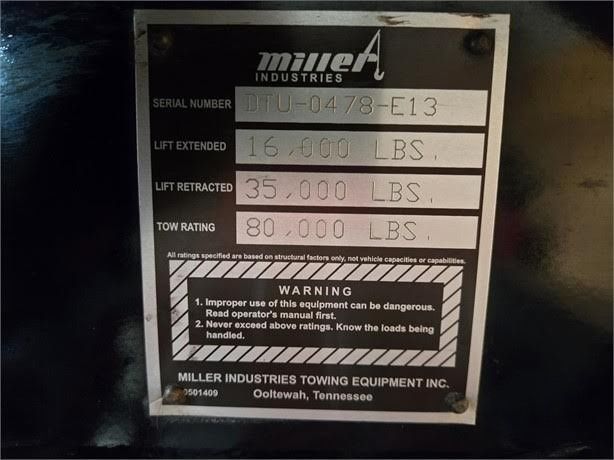 miller
INDUSTRIES
SERIAL NUMBER DTU-0478-E13
LIFT EXTENDED 16,000 LBS.
LIFT RETRACTED 35,000 LBS.
TOW RATING 80,000 LBS.
All ratings specified are based on structural factors only, not vehicle capacities or capabilities.
WARNING
1. Improper use of this equipment can be dangerous.
Read operator's manual first.
2. Never exceed above ratings. Know the loads being
handled.
MILLER INDUSTRIES TOWING EQUIPMENT INC.
0501409 Ooltewah, Tennessee